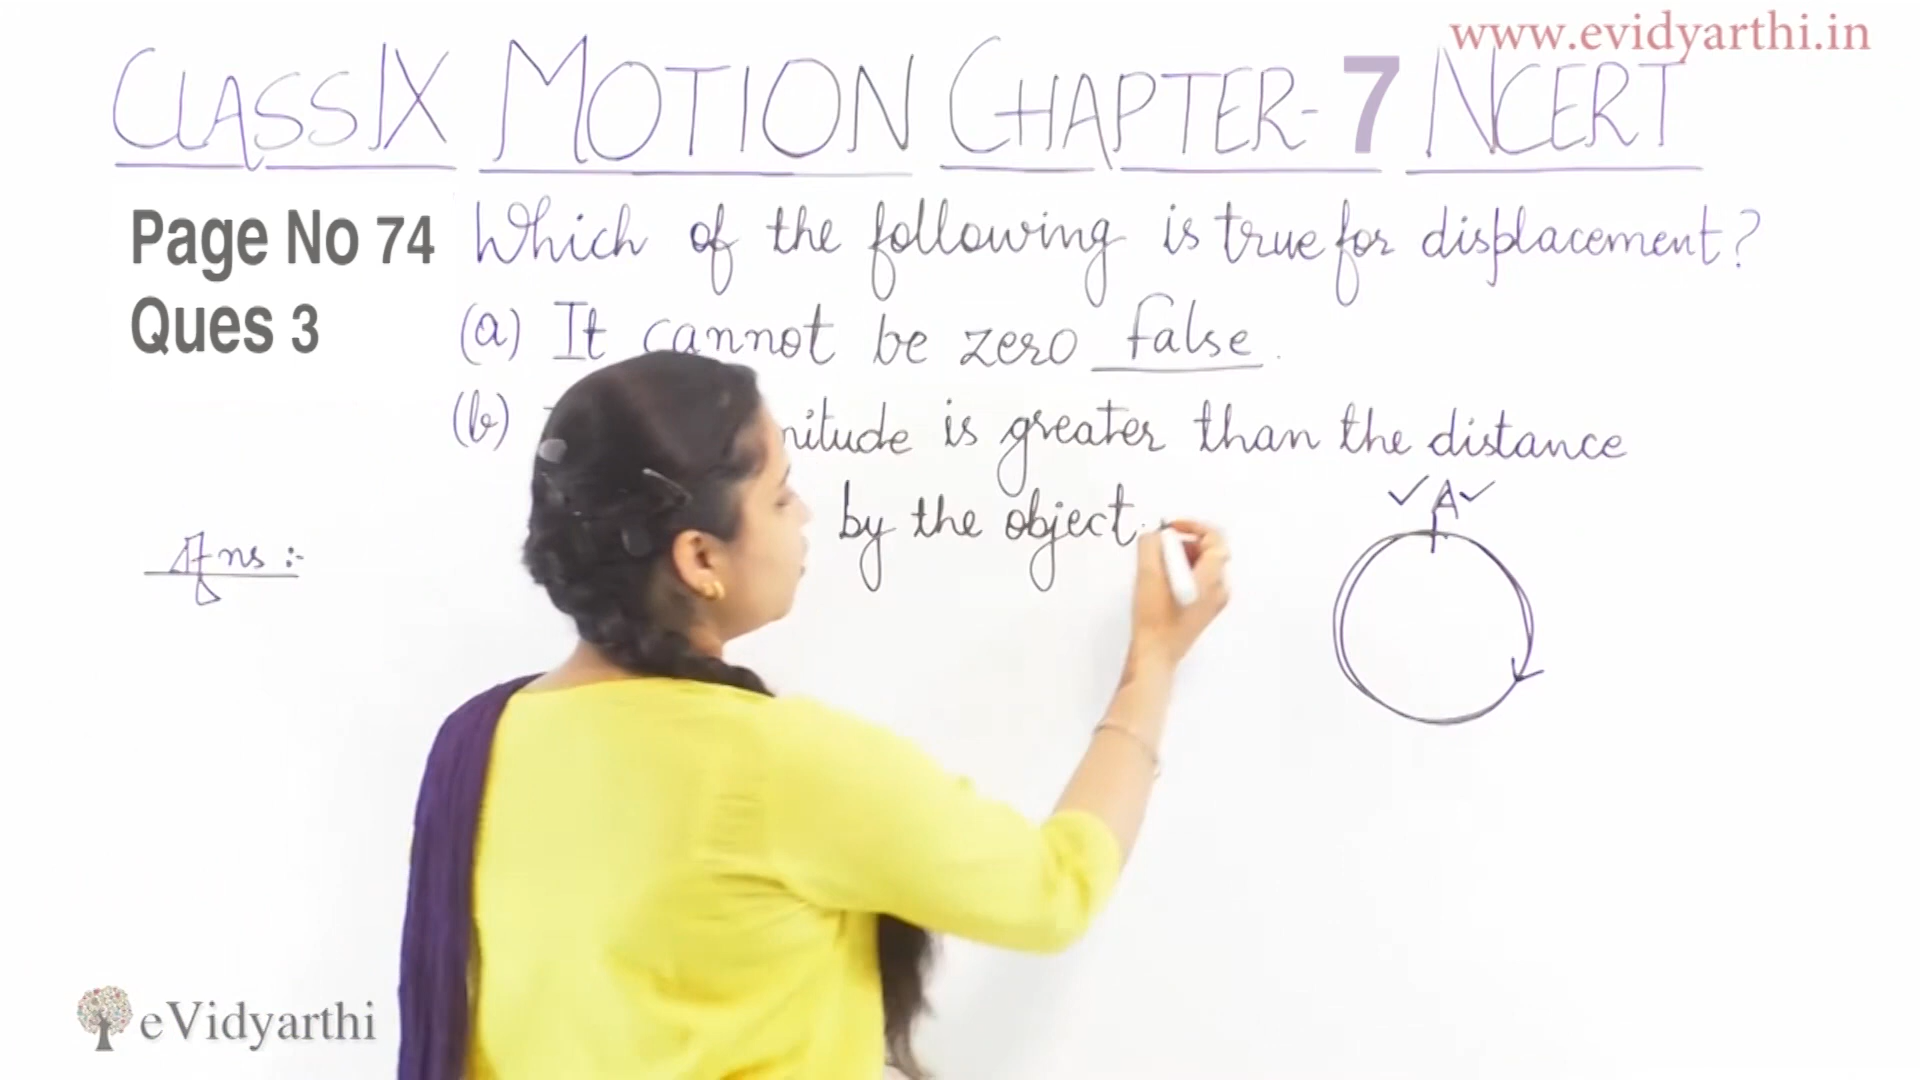 www.evidyarthi.in
CLASS IX MOTION CHAPTER-7 NCERT
Page No 74
Ques 3
Which of the following is true for displacement?
(a) It cannot be zero false.
(b) is greater than the distance
by the object.
A
Ans :-
eVidyarthi